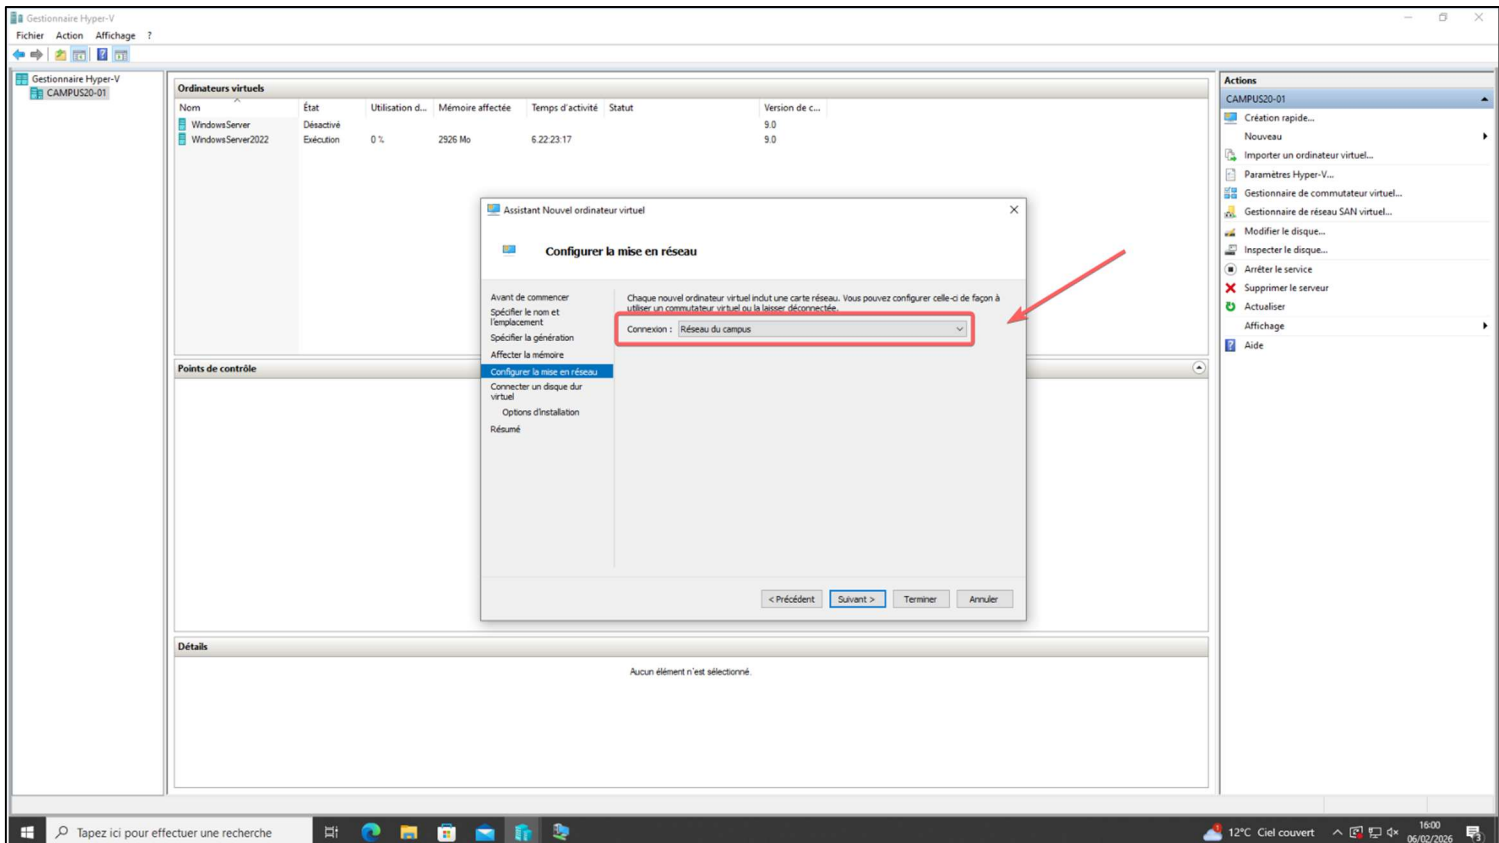 Gestionnaire Hyper-V
Fichier Action Affichage ?
Gestionnaire Hyper-V
CAMPUS20-01
Ordinateurs virtuels
Nom État Utilisation d... Mémoire affectée Temps d'activité Statut Version de c...
WindowsServer Désactivé 9.0
WindowsServer2022 Exécution 0 % 2926 Mo 6.22:23:17 9.0
Assistant Nouvel ordinateur virtuel
Configurer la mise en réseau
Avant de commencer
Spécifier le nom et
l'emplacement
Spécifier la génération
Affecter la mémoire
Configurer la mise en réseau
Connecter un disque dur
virtuel
Options d'installation
Résumé
Chaque nouvel ordinateur virtuel inclut une carte réseau. Vous pouvez configurer celle-ci de façon à
utiliser un commutateur virtuel ou la laisser déconnectée.
Connexion : Réseau du campus
< Précédent Suivant > Terminer Annuler
Points de contrôle
Détails
Aucun élément n'est sélectionné.
Actions
CAMPUS20-01
Création rapide...
Nouveau
Importer un ordinateur virtuel...
Paramètres Hyper-V...
Gestionnaire de commutateur virtuel...
Gestionnaire de réseau SAN virtuel...
Modifier le disque...
Inspecter le disque...
Arrêter le service
Supprimer le serveur
Actualiser
Affichage
Aide
Tapez ici pour effectuer une recherche
12°C Ciel couvert
16:00
06/02/2026
3